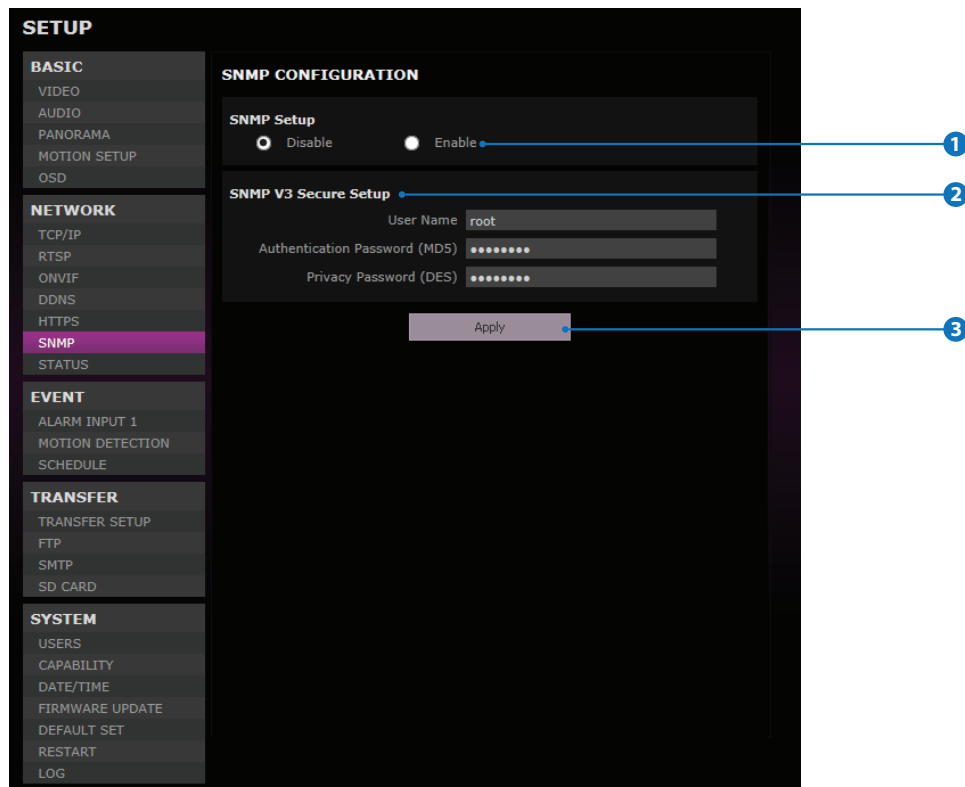 SETUP
BASIC
VIDEO
AUDIO
PANORAMA
MOTION SETUP
OSD
NETWORK
TCP/IP
RTSP
ONVIF
DDNS
HTTPS
SNMP
STATUS
EVENT
ALARM INPUT 1
MOTION DETECTION
SCHEDULE
TRANSFER
TRANSFER SETUP
FTP
SMTP
SD CARD
SYSTEM
USERS
CAPABILITY
DATE/TIME
FIRMWARE UPDATE
DEFAULT SET
RESTART
LOG
SNMP CONFIGURATION
SNMP Setup
Disable Enable
1
SNMP V3 Secure Setup
2
User Name root
Authentication Password (MD5) ●●●●●●●●
Privacy Password (DES) ●●●●●●●●
Apply
3